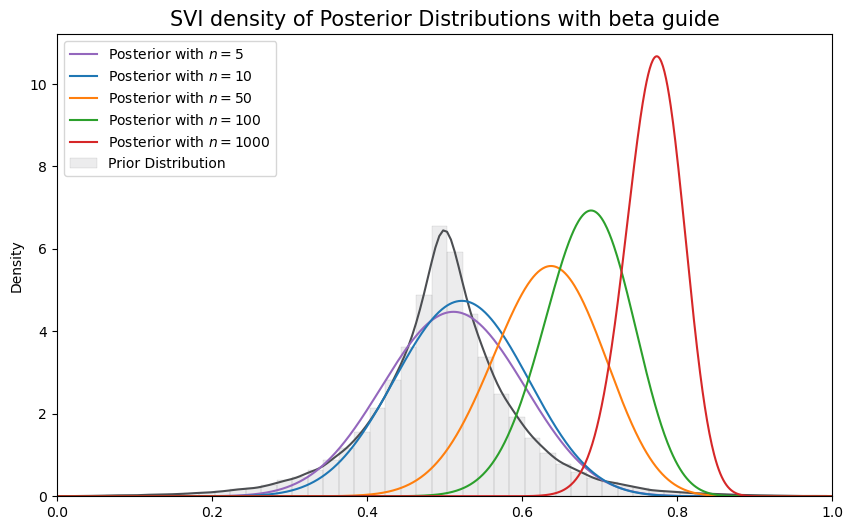 SVI density of Posterior Distributions with beta guide
Posterior with n = 5
Posterior with n = 10
Posterior with n = 50
Posterior with n = 100
Posterior with n = 1000
Prior Distribution
Density
10
8
6
4
2
0
0.0 0.2 0.4 0.6 0.8 1.0